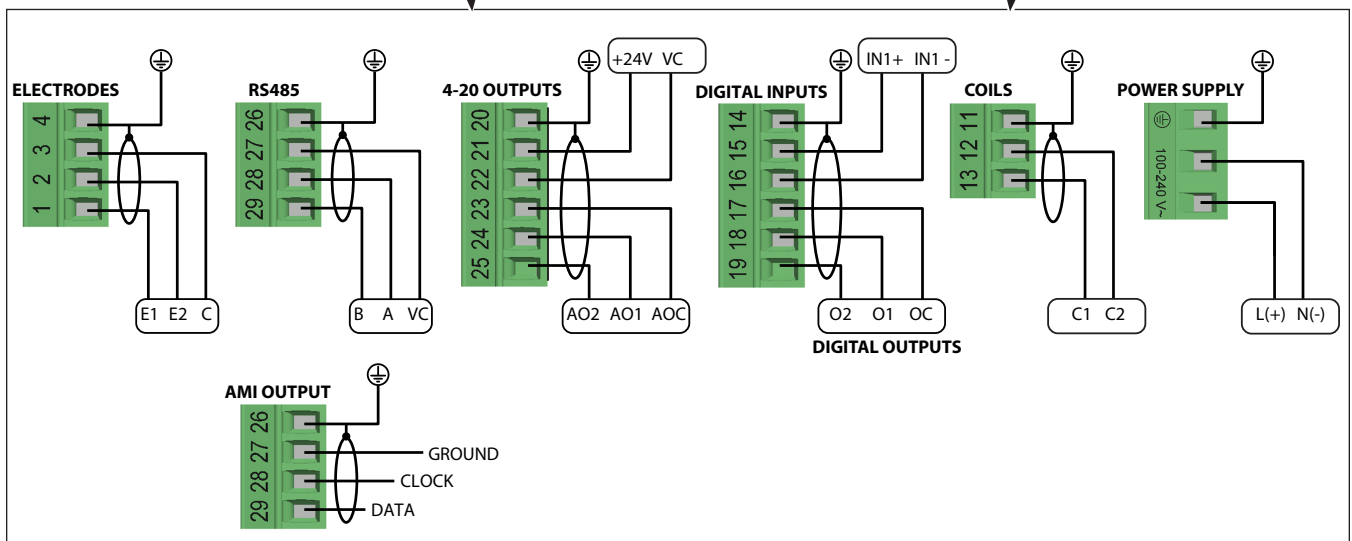 ELECTRODES
4
3
2
1
E1 E2 C
RS485
26
27
28
29
B A VC
4-20 OUTPUTS
+24V VC
20
21
22
23
24
25
AO2 AO1 AOC
DIGITAL INPUTS
IN1+ IN1 -
14
15
16
17
18
19
O2 O1 OC
DIGITAL OUTPUTS
COILS
11
12
13
C1 C2
POWER SUPPLY
100-240 V~
L(+) N(-)
AMI OUTPUT
26
27
28
29
GROUND
CLOCK
DATA